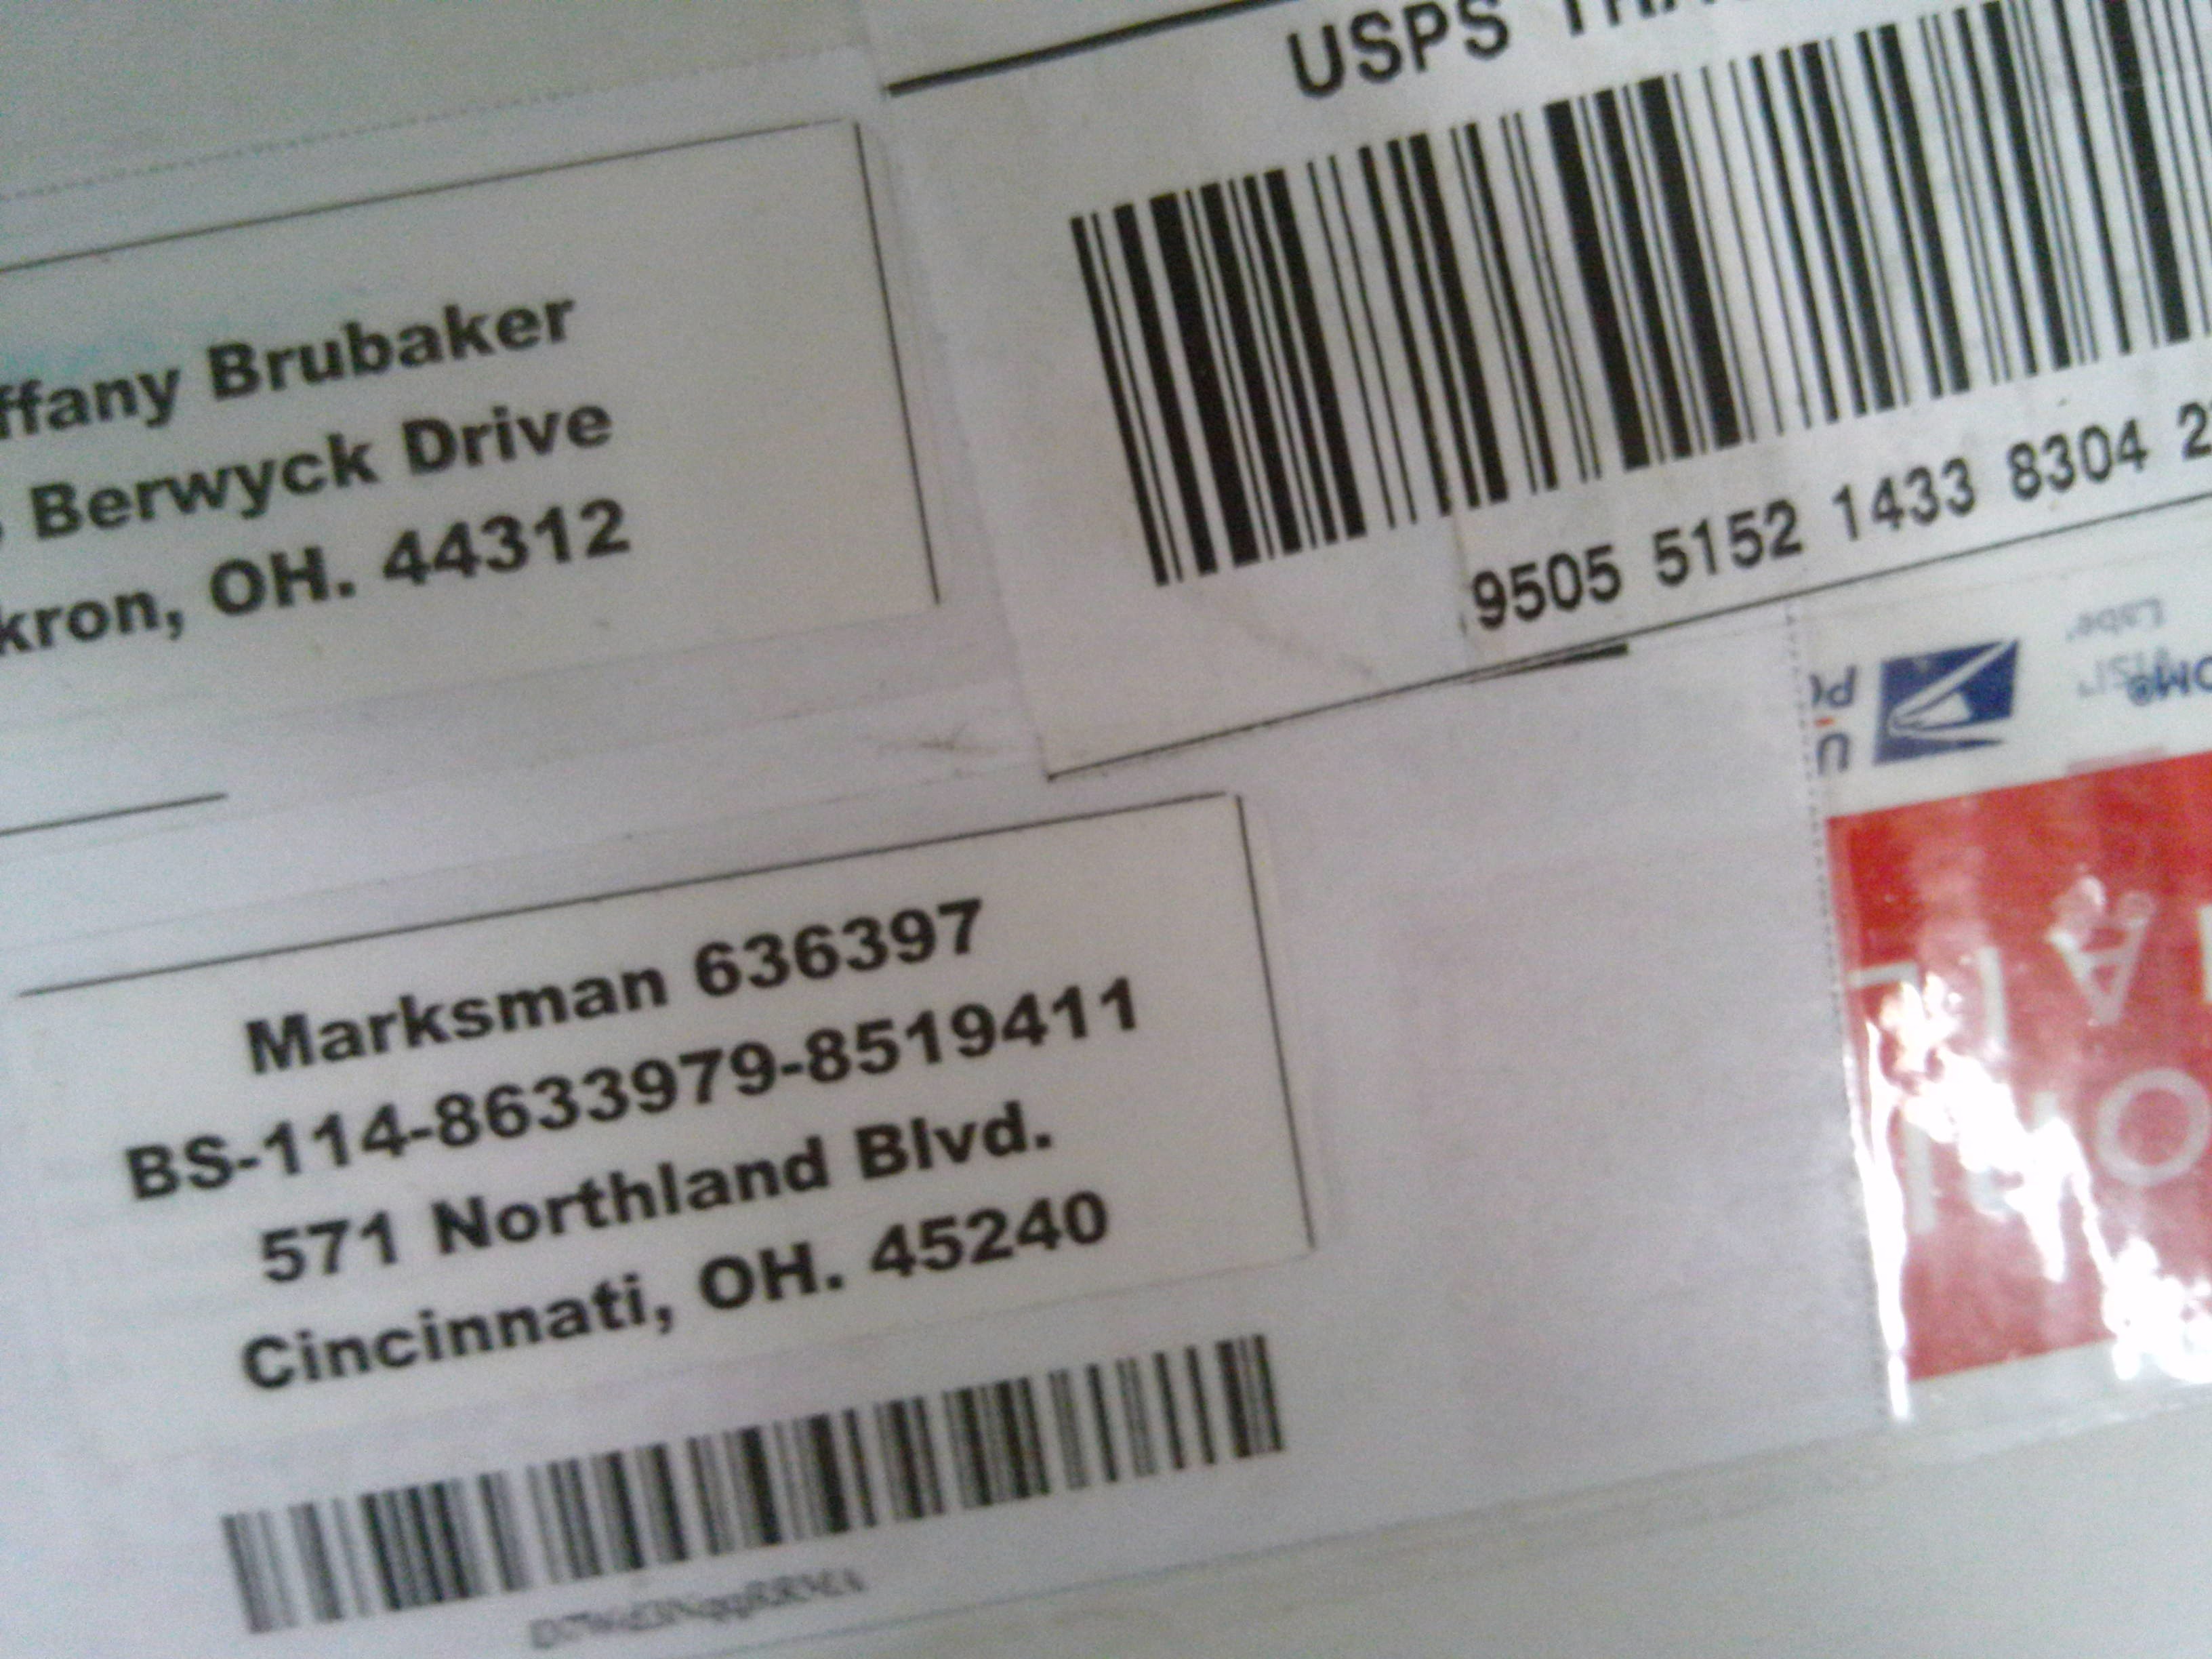 USPS
ffany Brubaker
Berwyck Drive
kron, OH. 44312
9505 5152 1433 8304 2
Marksman 636397
BS-114-8633979-8519411
571 Northland Blvd.
Cincinnati, OH. 45240